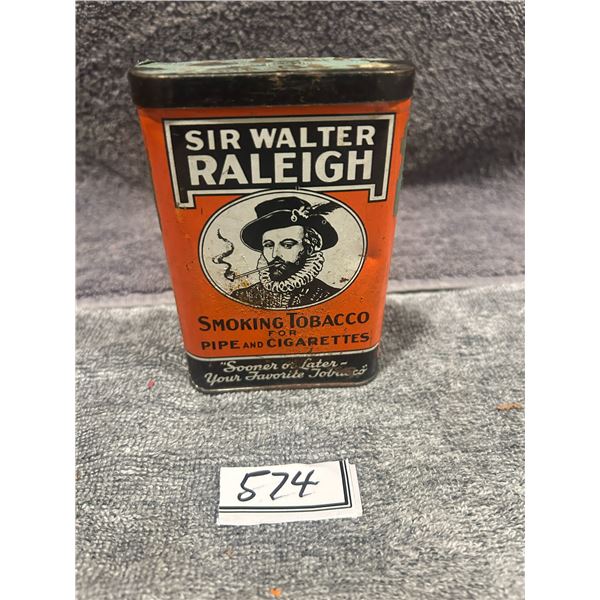 SIR WALTER
RALEIGH
SMOKING TOBACCO
FOR
PIPE AND CIGARETTES
"Sooner or Later—
Your Favorite Tobacco"
574